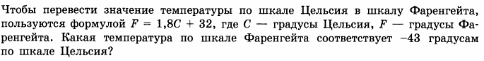 Чтобы перевести значение температуры по шкале Цельсия в шкалу Фаренгейта,
пользуются формулой F = 1,8C + 32, где C — градусы Цельсия, F — градусы Фа-
ренгейта. Какая температура по шкале Фаренгейта соответствует –43 градусам
по шкале Цельсия?